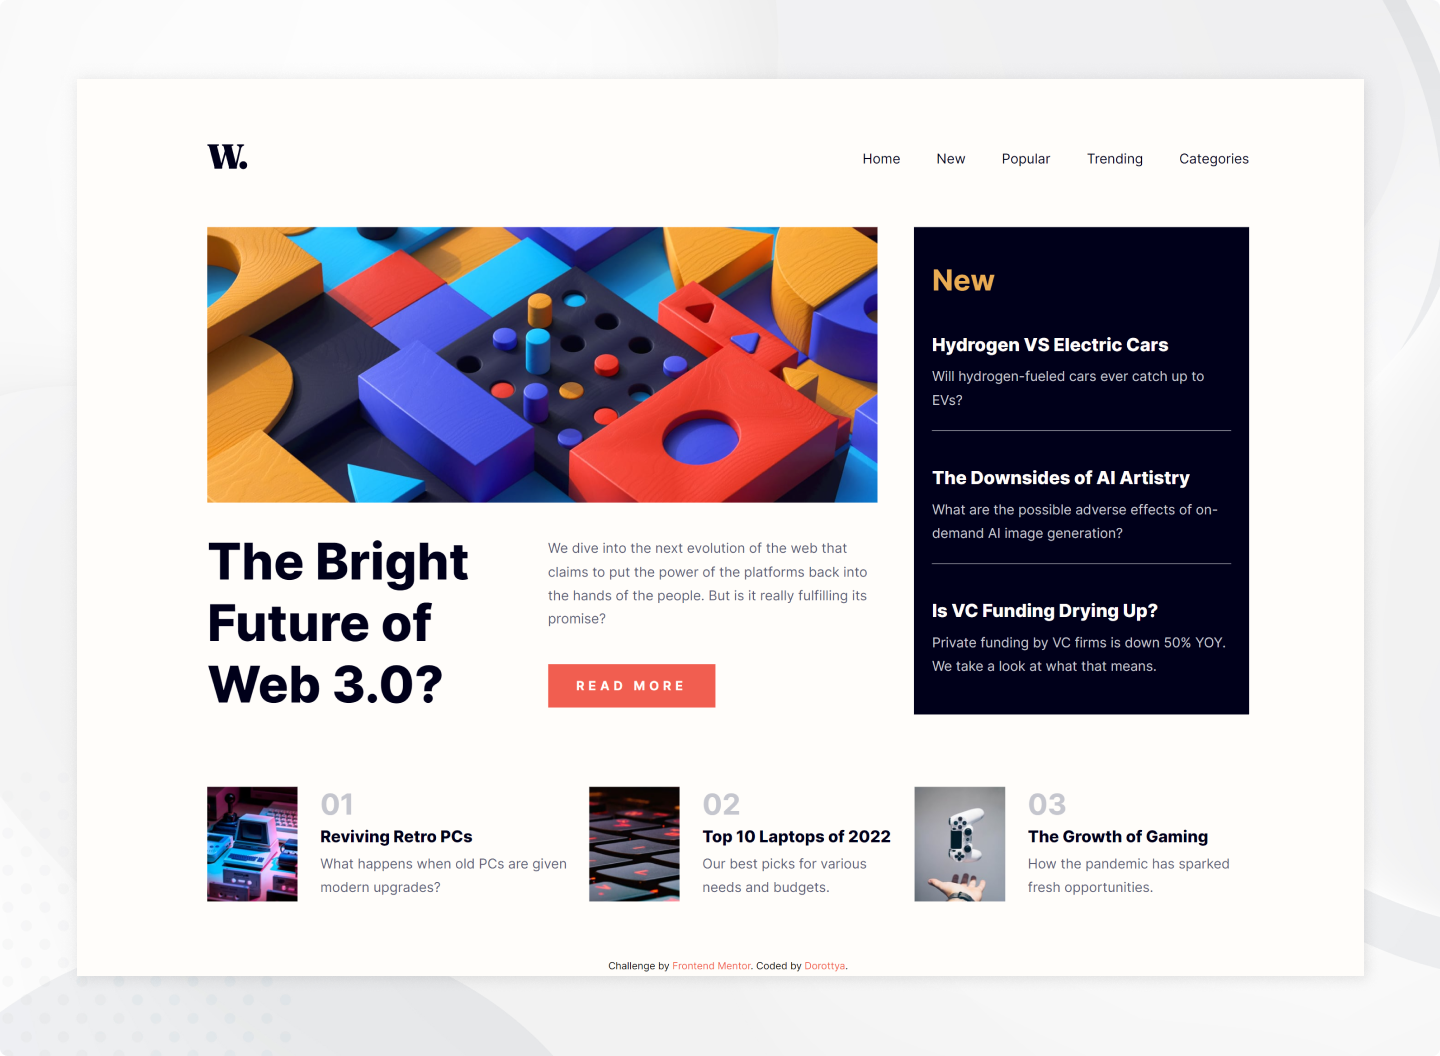 W.
Home New Popular Trending Categories
The Bright
Future of
Web 3.0?
We dive into the next evolution of the web that
claims to put the power of the platforms back into
the hands of the people. But is it really fulfilling its
promise?
READ MORE
New
Hydrogen VS Electric Cars
Will hydrogen-fueled cars ever catch up to
EVs?
The Downsides of AI Artistry
What are the possible adverse effects of on-
demand AI image generation?
Is VC Funding Drying Up?
Private funding by VC firms is down 50% YOY.
We take a look at what that means.
01
Reviving Retro PCs
What happens when old PCs are given
modern upgrades?
02
Top 10 Laptops of 2022
Our best picks for various
needs and budgets.
03
The Growth of Gaming
How the pandemic has sparked
fresh opportunities.
Challenge by Frontend Mentor. Coded by Dorottya.